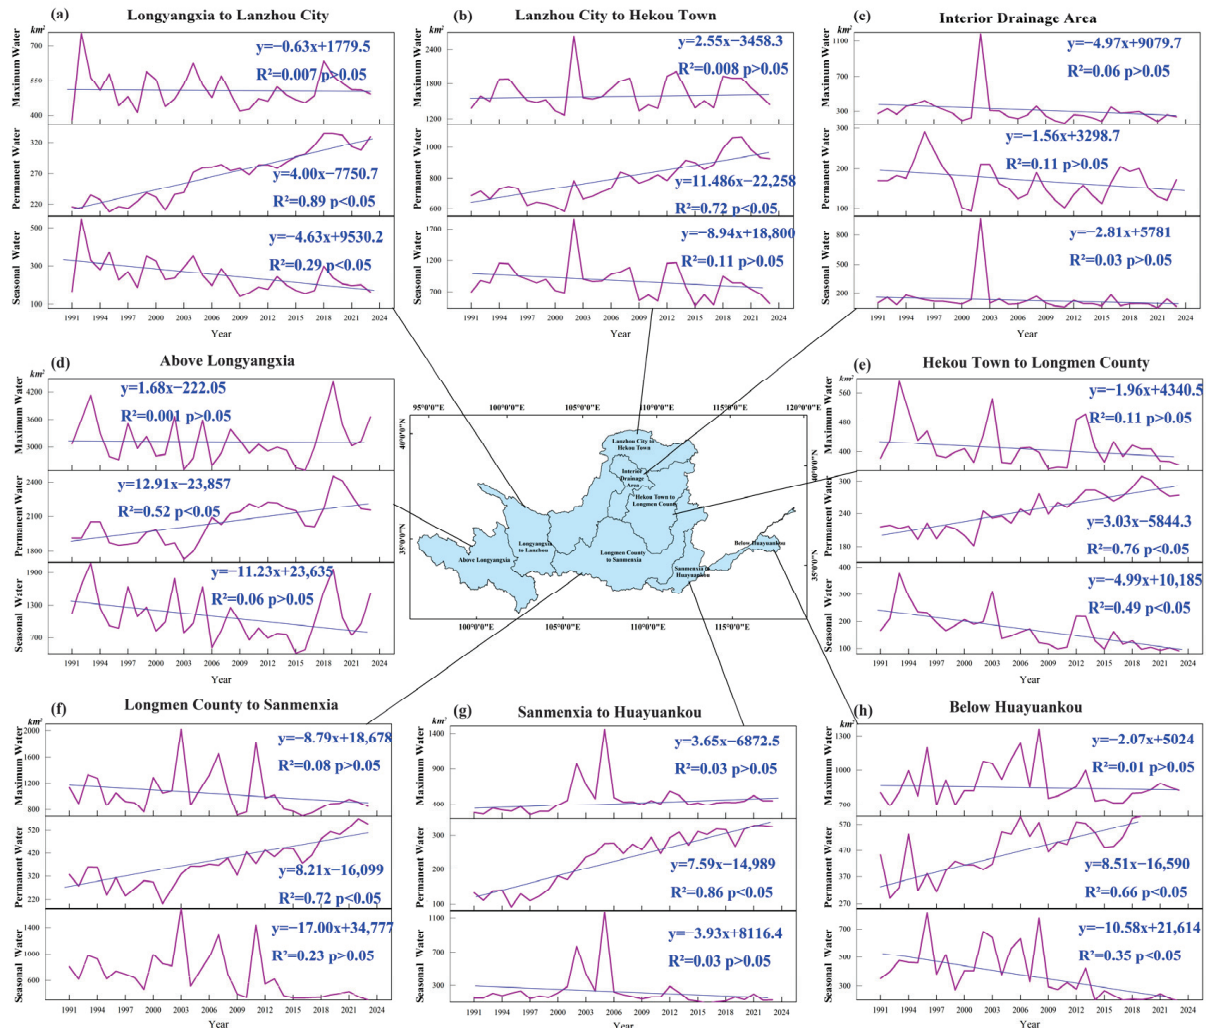 (a) Longyangxia to Lanzhou City
km²
Maximum Water
700
400
y=−0.63x+1779.5
R²=0.007 p>0.05
Permanent Water
320
270
220
y=4.00x−7750.7
R²=0.89 p<0.05
Seasonal Water
500
300
100
y=−4.63x+9530.2
R²=0.29 p<0.05
1991 1994 1997 2000 2003 2006 2009 2012 2015 2018 2021 2024
Year
(b) Lanzhou City to Hekou Town
km²
Maximum Water
2400
1800
1200
y=2.55x−3458.3
R²=0.008 p>0.05
Permanent Water
1000
800
600
y=11.486x−22,258
R²=0.72 p<0.05
Seasonal Water
1700
1200
700
y=−8.94x+18,800
R²=0.11 p>0.05
1991 1994 1997 2000 2003 2006 2009 2012 2015 2018 2021 2024
Year
(c) Interior Drainage Area
km²
Maximum Water
1100
700
300
y=−4.97x+9079.7
R²=0.06 p>0.05
Permanent Water
300
200
100
y=−1.56x+3298.7
R²=0.11 p>0.05
Seasonal Water
800
500
200
y=−2.81x+5781
R²=0.03 p>0.05
1991 1994 1997 2000 2003 2006 2009 2012 2015 2018 2021 2024
Year
(d) Above Longyangxia
km²
Maximum Water
4200
3600
3000
y=1.68x−222.05
R²=0.001 p>0.05
Permanent Water
2400
2100
1800
y=12.91x−23,857
R²=0.52 p<0.05
Seasonal Water
1900
1300
700
y=−11.23x+23,635
R²=0.06 p>0.05
1991 1994 1997 2000 2003 2006 2009 2012 2015 2018 2021 2024
Year
95°0'0"E 100°0'0"E 105°0'0"E 110°0'0"E 115°0'0"E 120°0'0"E
40°0'0"N
35°0'0"N
40°0'0"N
35°0'0"N
Lanzhou City to
Hekou Town
Interior
Drainage
Area
Hekou Town to
Longmen County
Longyangxia
to Lanzhou
Above Longyangxia
Longmen County
to Sanmenxia
Sanmenxia to
Huayuankou
Below Huayuankou
100°0'0"E 105°0'0"E 110°0'0"E 115°0'0"E
(e) Hekou Town to Longmen County
km²
Maximum Water
560
480
400
y=−1.96x+4340.5
R²=0.11 p>0.05
Permanent Water
300
240
180
y=3.03x−5844.3
R²=0.76 p<0.05
Seasonal Water
400
300
200
100
y=−4.99x+10,185
R²=0.49 p<0.05
1991 1994 1997 2000 2003 2006 2009 2012 2015 2018 2021 2024
Year
(f) Longmen County to Sanmenxia
km²
Maximum Water
2000
1600
1200
800
y=−8.79x+18,678
R²=0.08 p>0.05
Permanent Water
520
420
320
220
y=8.21x−16,099
R²=0.72 p<0.05
Seasonal Water
1400
1000
600
y=−17.00x+34,777
R²=0.23 p>0.05
1991 1994 1997 2000 2003 2006 2009 2012 2015 2018 2021 2024
Year
(g) Sanmenxia to Huayuankou
km²
Maximum Water
1400
900
400
y=3.65x−6872.5
R²=0.03 p>0.05
Permanent Water
300
200
100
y=7.59x−14,989
R²=0.86 p<0.05
Seasonal Water
1100
700
300
y=−3.93x+8116.4
R²=0.03 p>0.05
1991 1994 1997 2000 2003 2006 2009 2012 2015 2018 2021 2024
Year
(h) Below Huayuankou
km²
Maximum Water
1300
1000
y=−2.07x+5024
R²=0.01 p>0.05
Permanent Water
570
470
370
270
y=8.51x−16,590
R²=0.66 p<0.05
Seasonal Water
700
500
300
y=−10.58x+21,614
R²=0.35 p<0.05
1991 1994 1997 2000 2003 2006 2009 2012 2015 2018 2021 2024
Year